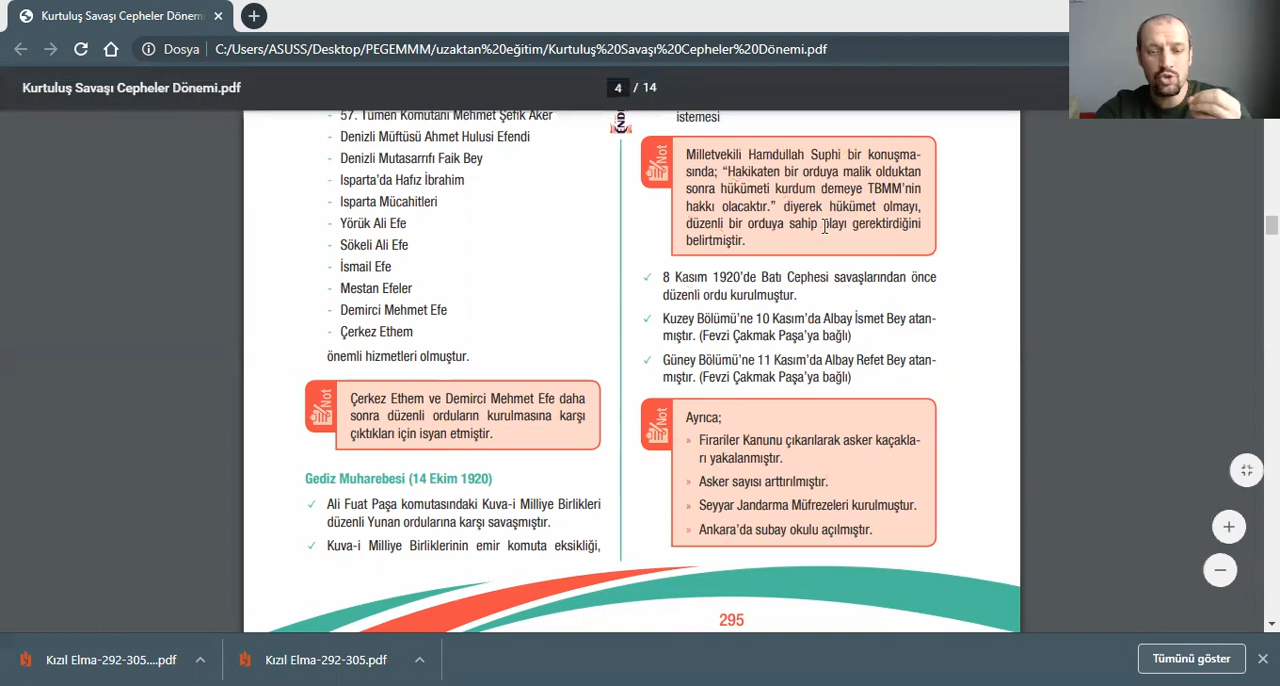 Kurtuluş Savaşı Cepheler Dönem
Dosya
C:/Users/ASUSS/Desktop/PEGEMMM/uzaktan%20eğitim/Kurtuluş%20Savaşı%20Cepheler%20Dönemi.pdf
Kurtuluş Savaşı Cepheler Dönemi.pdf
4 / 14
- 57. Tümen Komutanı Mehmet Şefik Aker
- Denizli Müftüsü Ahmet Hulusi Efendi
- Denizli Mutasarrıfı Faik Bey
- Isparta'da Hafız İbrahim
- Isparta Mücahitleri
- Yörük Ali Efe
- Sökeli Ali Efe
- İsmail Efe
- Mestan Efeler
- Demirci Mehmet Efe
- Çerkez Ethem
önemli hizmetleri olmuştur.
Not
Çerkez Ethem ve Demirci Mehmet Efe daha
sonra düzenli orduların kurulmasına karşı
çıktıkları için isyan etmiştir.
Gediz Muharebesi (14 Ekim 1920)
✓ Ali Fuat Paşa komutasındaki Kuva-i Milliye Birlikleri
düzenli Yunan ordularına karşı savaşmıştır.
✓ Kuva-i Milliye Birliklerinin emir komuta eksikliği,
istemesi
Not
Milletvekili Hamdullah Suphi bir konuşma-
sında; “Hakikaten bir orduya malik olduktan
sonra hükümeti kurdum demeye TBMM'nin
hakkı olacaktır.” diyerek hükümet olmayı,
düzenli bir orduya sahip gerektirdiğini
belirtmiştir.
✓ 8 Kasım 1920'de Batı Cephesi savaşlarından önce
düzenli ordu kurulmuştur.
✓ Kuzey Bölümü'ne 10 Kasım'da Albay İsmet Bey atan-
mıştır. (Fevzi Çakmak Paşa'ya bağlı)
✓ Güney Bölümü'ne 11 Kasım'da Albay Refet Bey atan-
mıştır. (Fevzi Çakmak Paşa'ya bağlı)
Not
Ayrıca;
» Firariler Kanunu çıkarılarak asker kaçakla-
rı yakalanmıştır.
» Asker sayısı arttırılmıştır.
» Seyyar Jandarma Müfrezeleri kurulmuştur.
» Ankara'da subay okulu açılmıştır.
295
Kızıl Elma-292-305....pdf
Kızıl Elma-292-305.pdf
Tümünü göster